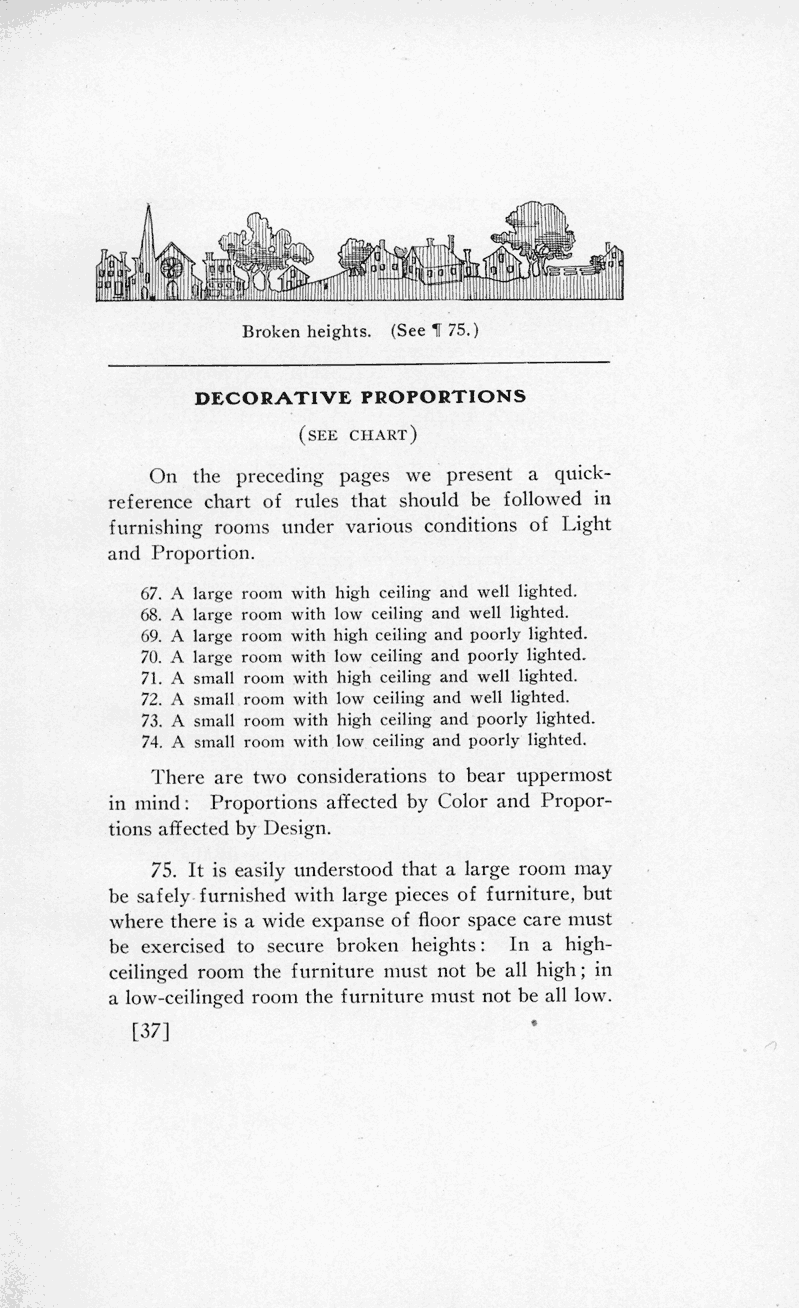 Broken heights. (See ¶ 75.)
DECORATIVE PROPORTIONS
(SEE CHART)
On the preceding pages we present a quick-
reference chart of rules that should be followed in
furnishing rooms under various conditions of Light
and Proportion.
67. A large room with high ceiling and well lighted.
68. A large room with low ceiling and well lighted.
69. A large room with high ceiling and poorly lighted.
70. A large room with low ceiling and poorly lighted.
71. A small room with high ceiling and well lighted.
72. A small room with low ceiling and well lighted.
73. A small room with high ceiling and poorly lighted.
74. A small room with low ceiling and poorly lighted.
There are two considerations to bear uppermost
in mind: Proportions affected by Color and Propor-
tions affected by Design.
75. It is easily understood that a large room may
be safely furnished with large pieces of furniture, but
where there is a wide expanse of floor space care must
be exercised to secure broken heights: In a high-
ceilinged room the furniture must not be all high; in
a low-ceilinged room the furniture must not be all low.
[37]